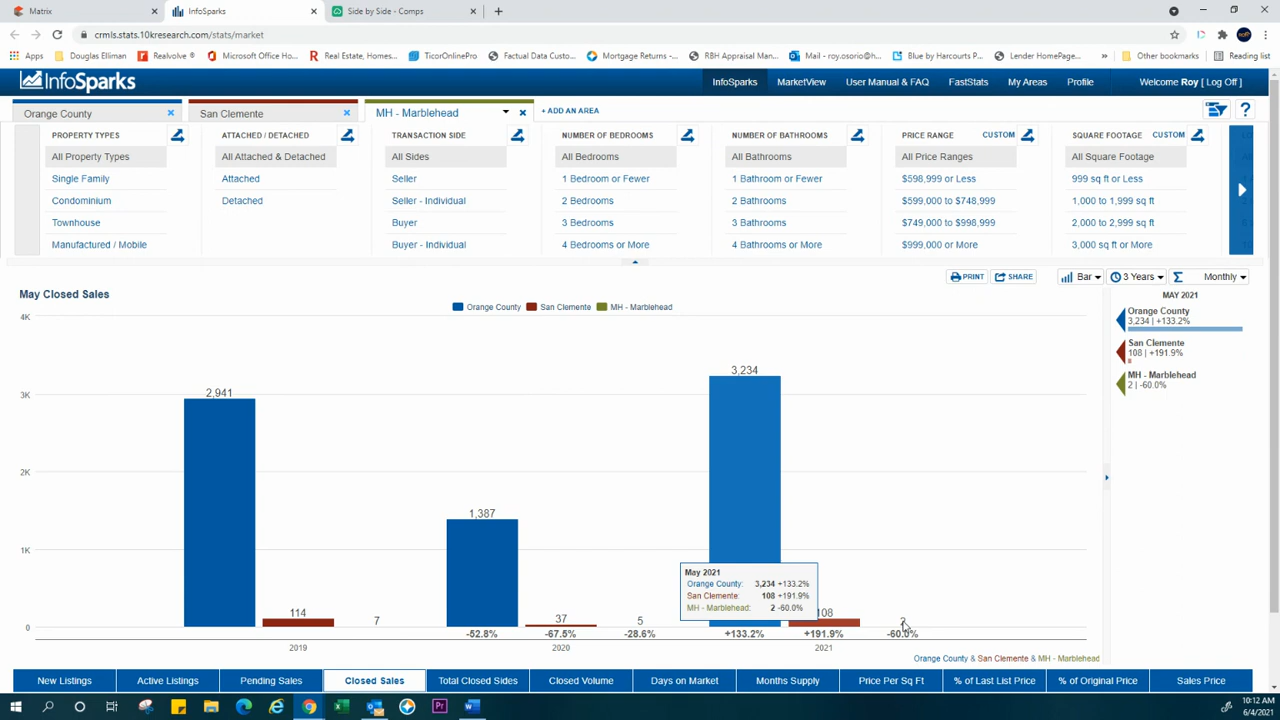 Matrix
InfoSparks
Side by Side - Comps
crmls.stats.10kresearch.com/stats/market
Apps
Douglas Elliman
Realvolve ®
Microsoft Office Ho...
Real Estate, Homes...
TicorOnlinePro
Factual Data Custo...
Mortgage Returns -...
RBH Appraisal Man...
Mail - roy.osorio@h...
Blue by Harcourts P...
Lender HomePage...
Other bookmarks
Reading list
InfoSparks
InfoSparks
MarketView
User Manual & FAQ
FastStats
My Areas
Profile
Welcome Roy [ Log Off ]
Orange County
San Clemente
MH - Marblehead
+ ADD AN AREA
PROPERTY TYPES
All Property Types
Single Family
Condominium
Townhouse
Manufactured / Mobile
ATTACHED / DETACHED
All Attached & Detached
Attached
Detached
TRANSACTION SIDE
All Sides
Seller
Seller - Individual
Buyer
Buyer - Individual
NUMBER OF BEDROOMS
All Bedrooms
1 Bedroom or Fewer
2 Bedrooms
3 Bedrooms
4 Bedrooms or More
NUMBER OF BATHROOMS
All Bathrooms
1 Bathroom or Fewer
2 Bathrooms
3 Bathrooms
4 Bathrooms or More
PRICE RANGE CUSTOM
All Price Ranges
$598,999 or Less
$599,000 to $748,999
$749,000 to $998,999
$999,000 or More
SQUARE FOOTAGE CUSTOM
All Square Footage
999 sq ft or Less
1,000 to 1,999 sq ft
2,000 to 2,999 sq ft
3,000 sq ft or More
PRINT
SHARE
Bar
3 Years
Monthly
May Closed Sales
Orange County San Clemente MH - Marblehead
4K
3K
2K
1K
0
2,941
114
7
2019
1,387
37
5
-52.8%
-67.5%
-28.6%
2020
3,234
108
+133.2%
+191.9%
-60.0%
2021
May 2021
Orange County: 3,234 +133.2%
San Clemente: 108 +191.9%
MH - Marblehead: 2 -60.0%
Orange County & San Clemente & MH - Marblehead
MAY 2021
Orange County
3,234 | +133.2%
San Clemente
108 | +191.9%
MH - Marblehead
2 | -60.0%
New Listings
Active Listings
Pending Sales
Closed Sales
Total Closed Sides
Closed Volume
Days on Market
Months Supply
Price Per Sq Ft
% of Last List Price
% of Original Price
Sales Price
10:12 AM
6/4/2021